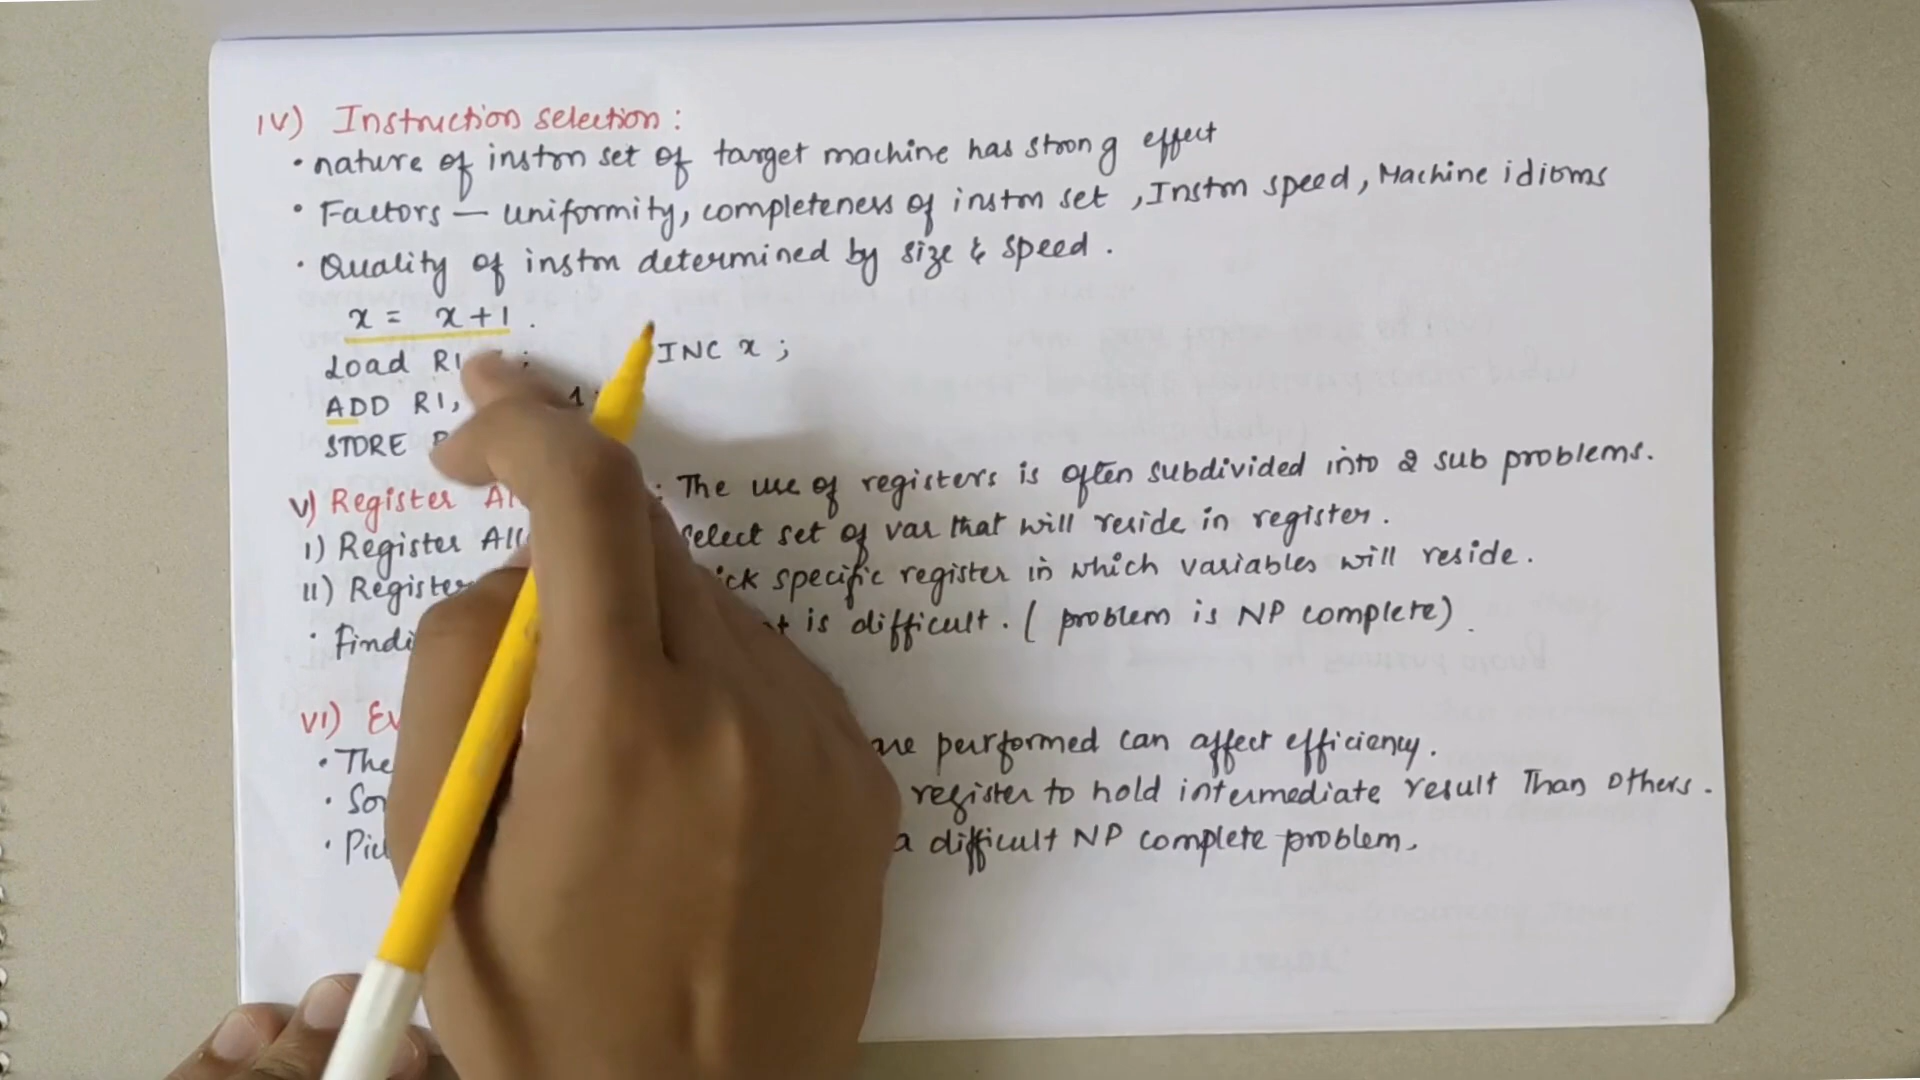 IV) Instruction selection :
· nature of instrn set of target machine has strong effect
· Factors — uniformity, completeness of instrn set , Instrn speed, Machine idioms
· Quality of instrn determined by size & speed .
x = x+1 .
Load R1 ; INC x ;
ADD R1, 1
STORE
V) Register : The use of registers is often subdivided into 2 sub problems.
I) Register select set of var that will reside in register .
II) Register specific register in which variables will reside .
· is difficult . ( problem is NP complete) .
VI)
· The are performed can affect efficiency .
· register to hold intermediate result Than others .
· a difficult NP complete problem .